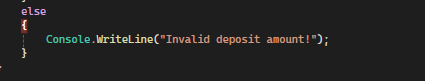 else
{
Console.WriteLine("Invalid deposit amount!");
}